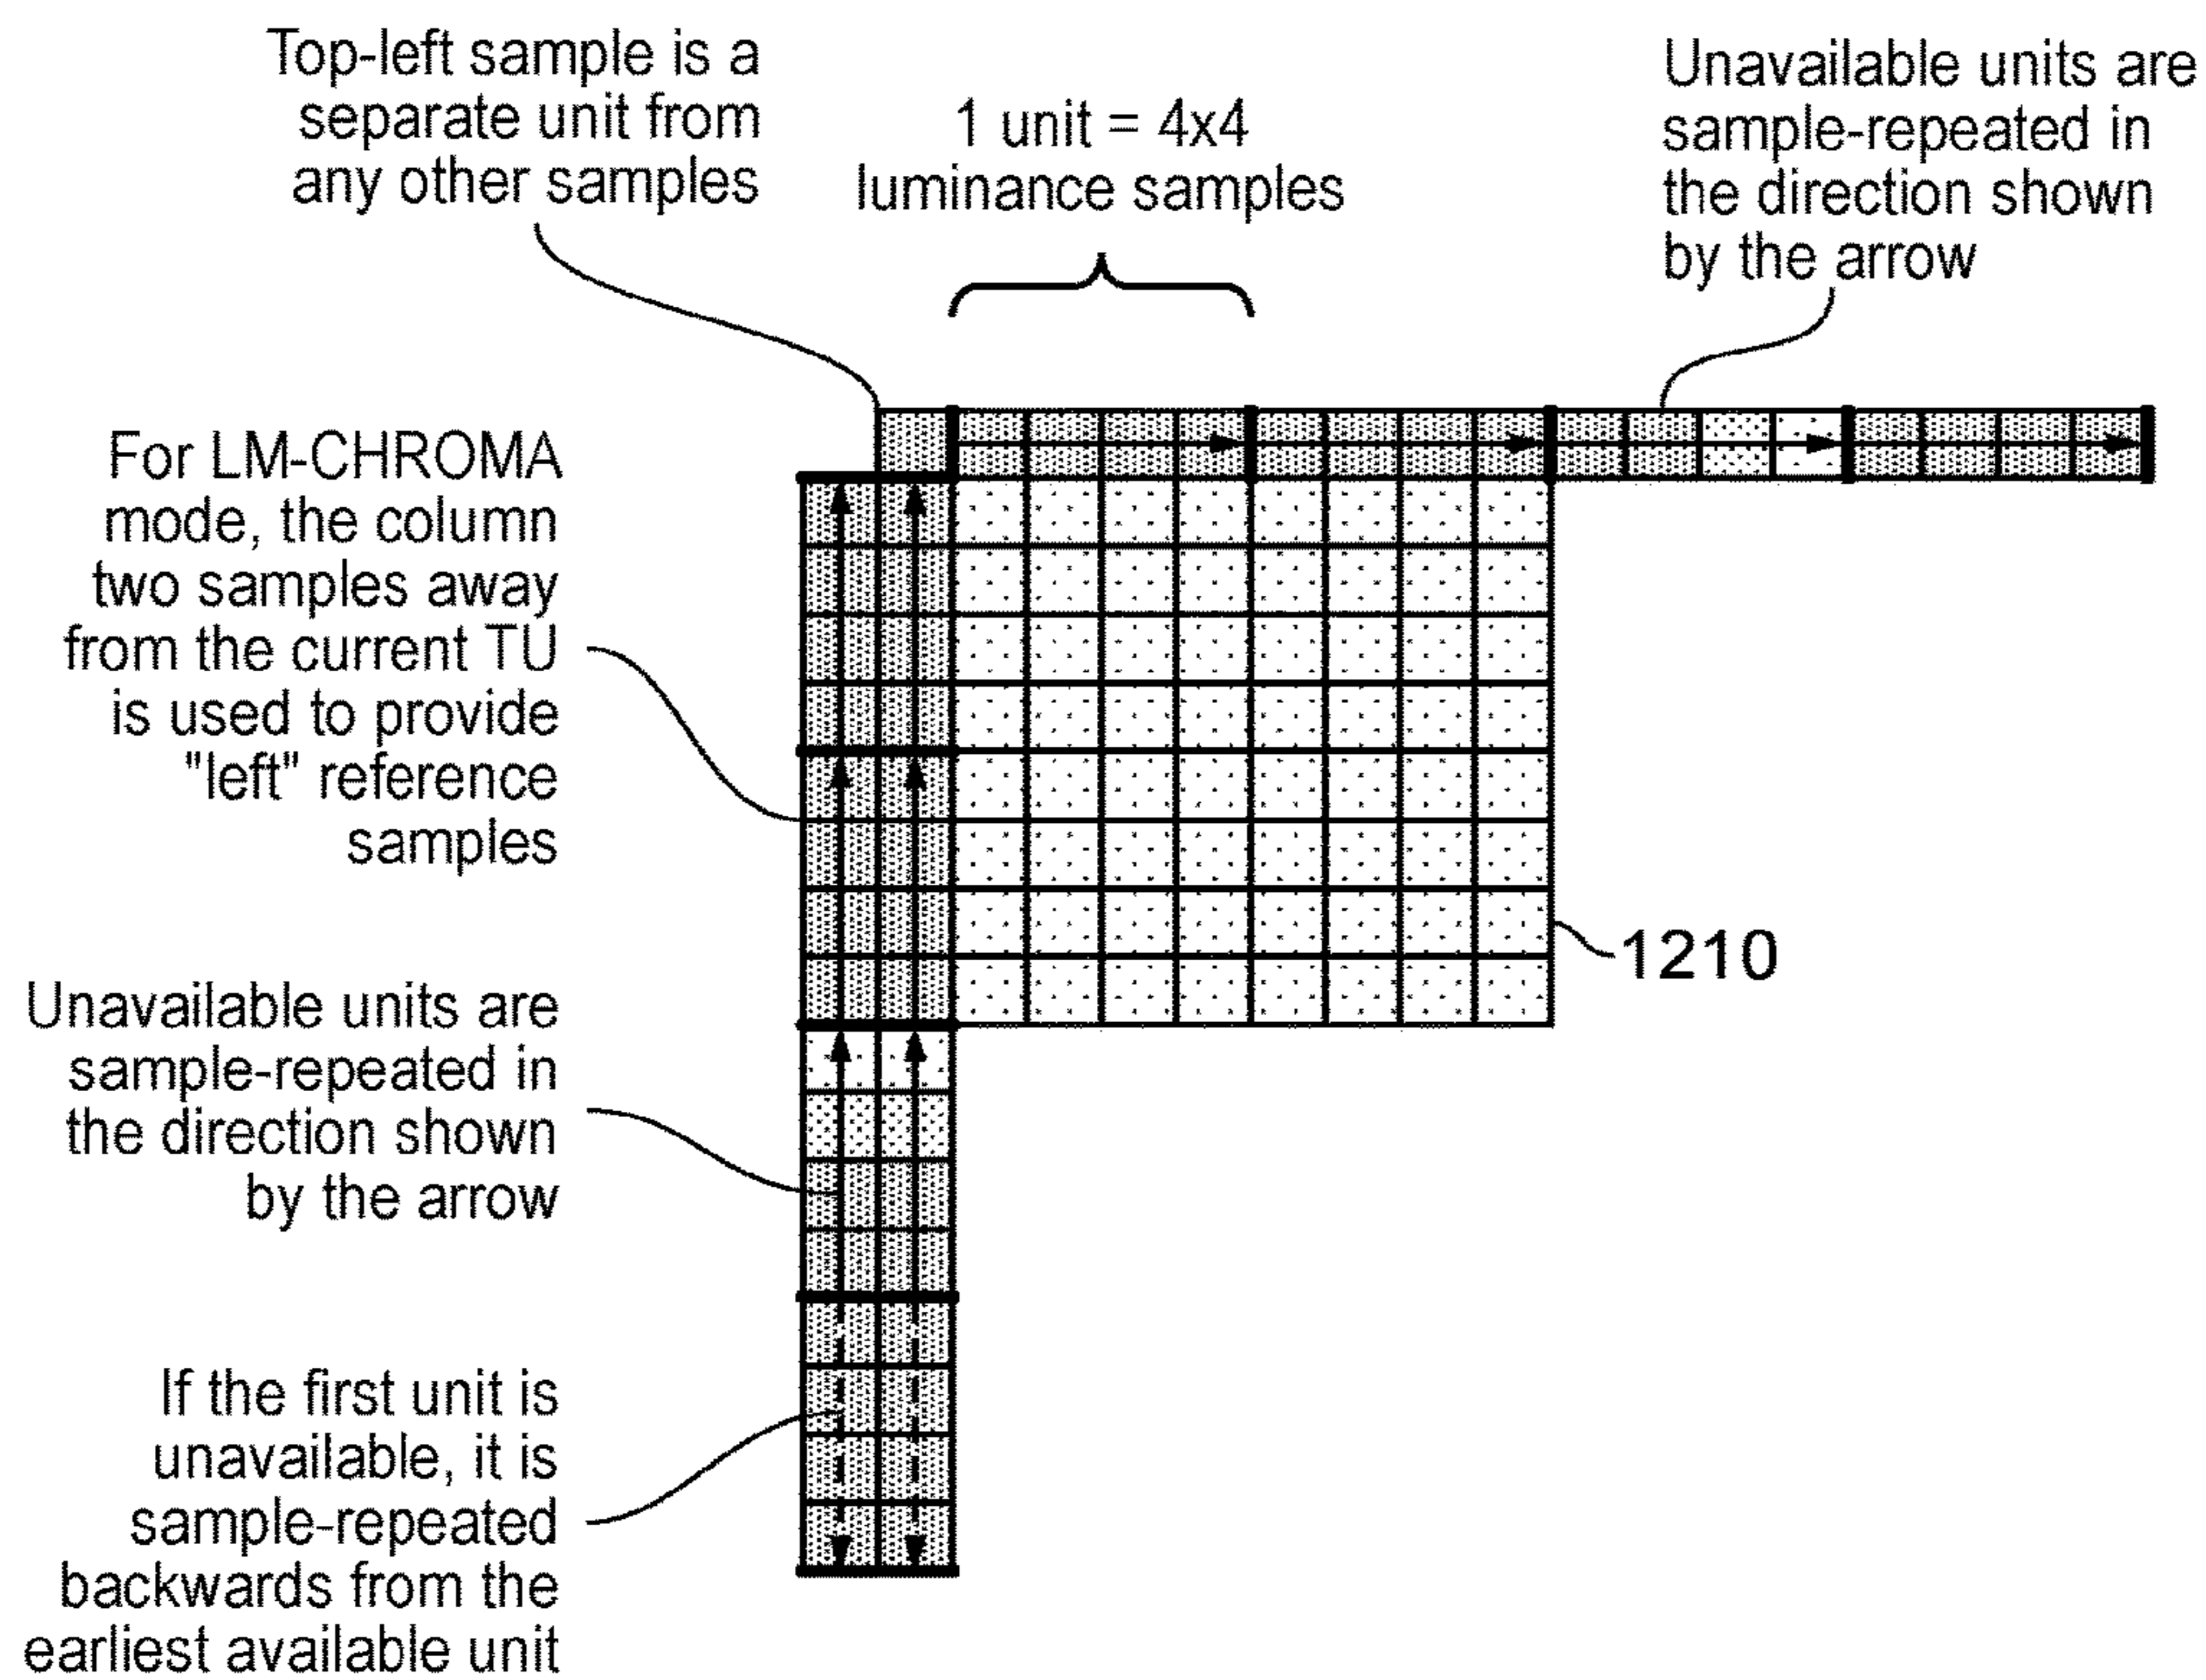 Top-left sample is a
separate unit from
any other samples
1 unit = 4x4
luminance samples
Unavailable units are
sample-repeated in
the direction shown
by the arrow
For LM-CHROMA
mode, the column
two samples away
from the current TU
is used to provide
"left" reference
samples
1210
Unavailable units are
sample-repeated in
the direction shown
by the arrow
If the first unit is
unavailable, it is
sample-repeated
backwards from the
earliest available unit